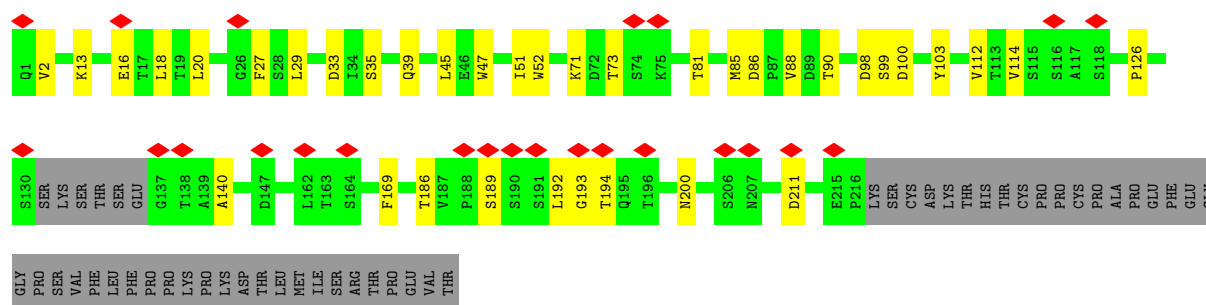 Q1 V2 K13 E16 T17 L18 T19 L20 G26 F27 S28 L29 D33 I34 S35 Q39 L45 E46 W47 I51 W52 K71 D72 T73 S74 K75 T81 M85 D86 P87 V88 D89 T90 D98 S99 D100 Y103 V112 T113 V114 S115 S116 A117 S118 P126
S130 SER LYS SER THR SER GLU G137 T138 A139 A140 D147 L162 T163 S164 F169 T186 V187 P188 S189 S190 S191 L192 G193 T194 Q195 T196 N200 S206 N207 D211 E215 P216 LYS SER CYS ASP LYS THR HIS THR CYS PRO PRO CYS PRO ALA PRO GLU PHE GLU
GLY PRO SER VAL PHE LEU PHE PRO PRO LYS PRO LYS ASP THR LEU MET ILE SER ARG THR PRO GLU VAL THR